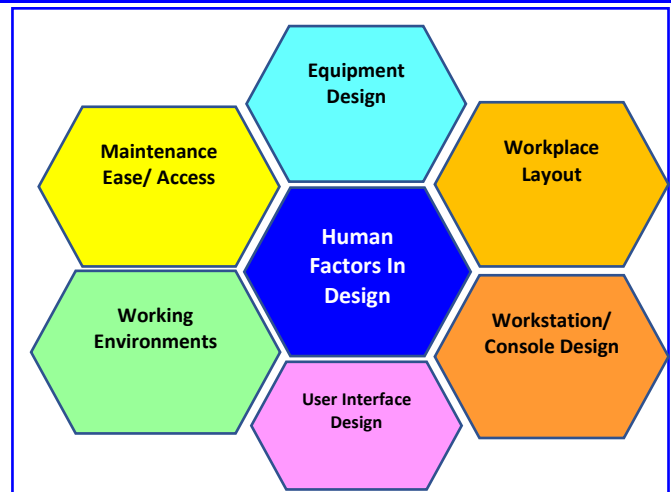 Equipment
Design
Maintenance
Ease/ Access
Workplace
Layout
Human
Factors In
Design
Working
Environments
Workstation/
Console Design
User Interface
Design